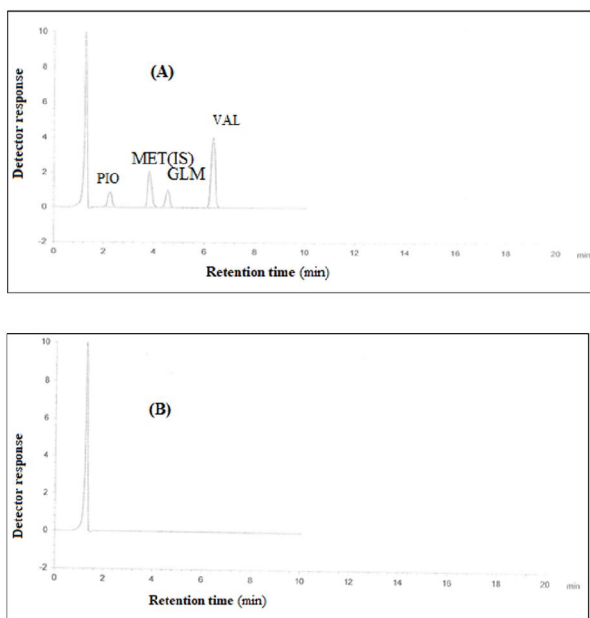 10
8
6
4
2
0
-2
Detector response
(A)
PIO
MET(IS)
GLM
VAL
0 2 4 6 8 10 12 14 16 18 20 min
Retention time (min)
10
8
6
4
2
0
-2
Detector response
(B)
0 2 4 6 8 10 12 14 16 18 20 min
Retention time (min)